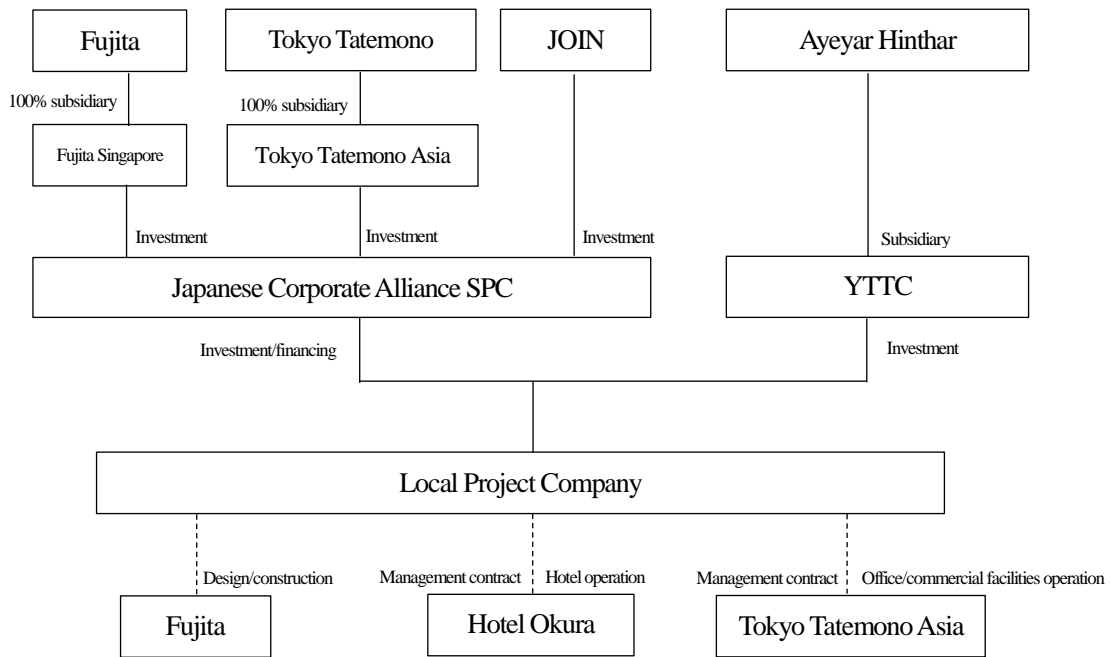 Fujita
Tokyo Tatemono
JOIN
Ayeyar Hinthar
100% subsidiary
100% subsidiary
Fujita Singapore
Tokyo Tatemono Asia
Investment
Investment
Investment
Subsidiary
Japanese Corporate Alliance SPC
YTTC
Investment/financing
Investment
Local Project Company
Design/construction
Management contract
Hotel operation
Management contract
Office/commercial facilities operation
Fujita
Hotel Okura
Tokyo Tatemono Asia